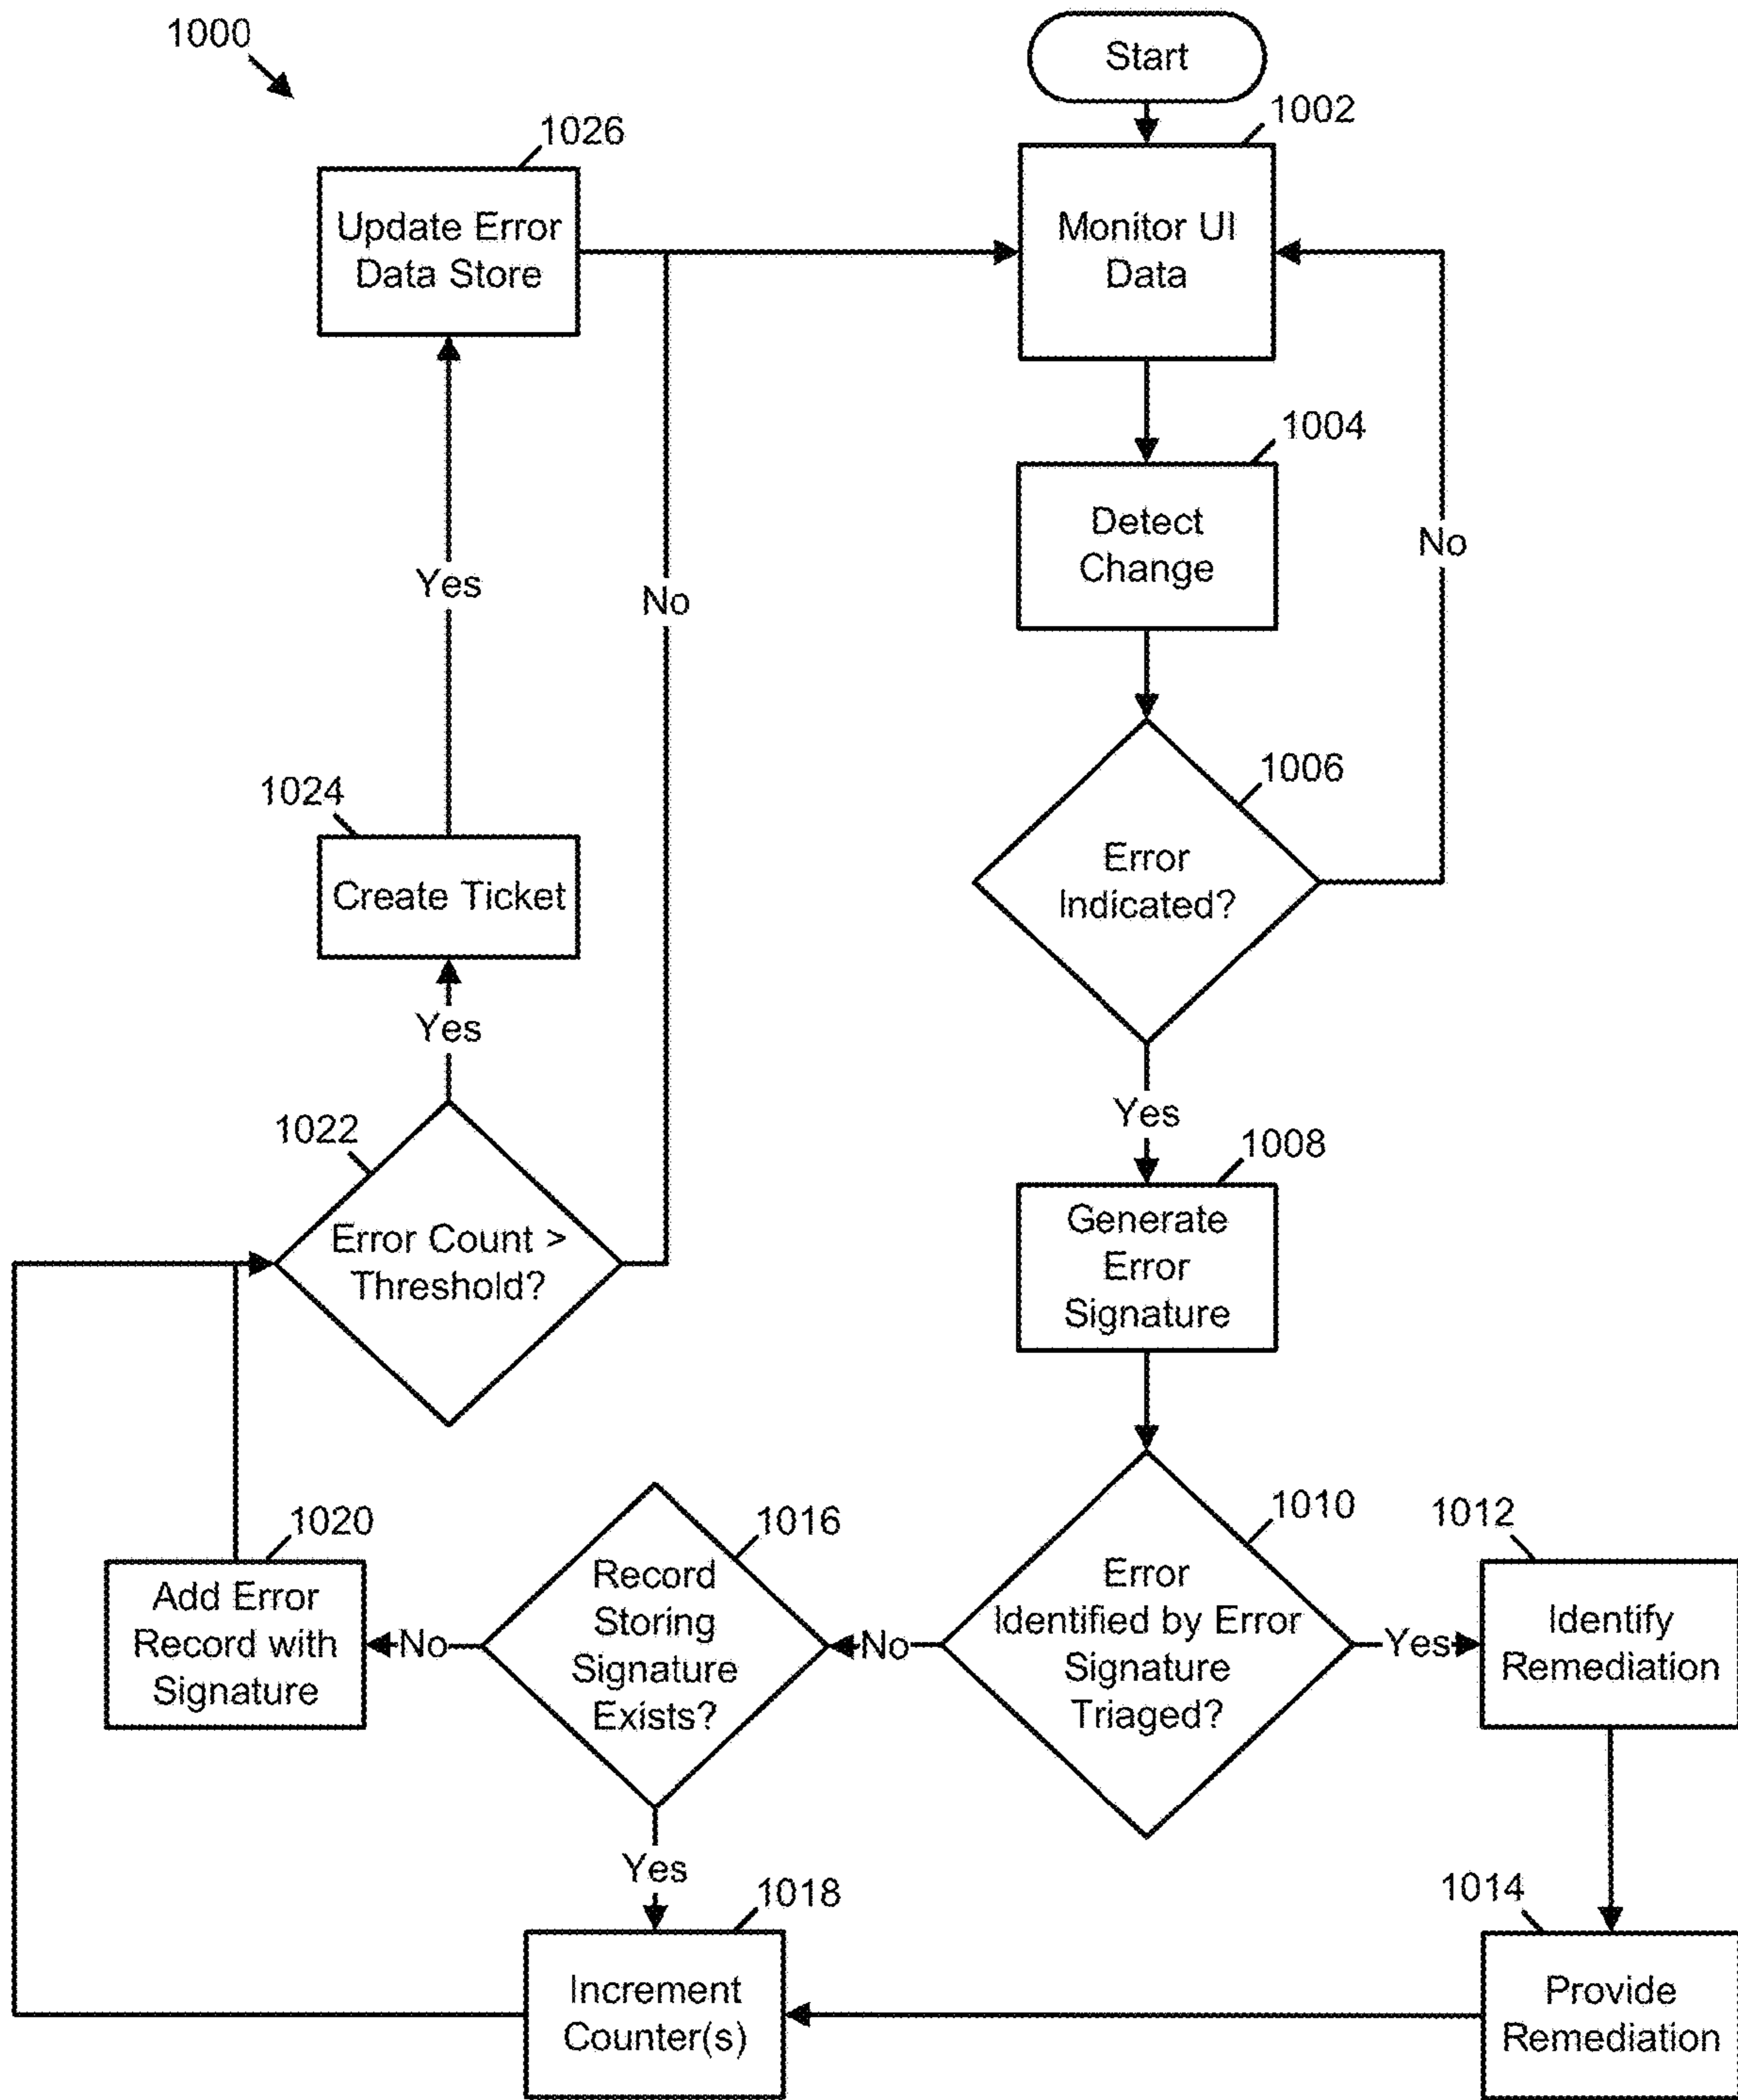 1000
Start
1002
Monitor UI
Data
1026
Update Error
Data Store
1004
Detect
Change
No
Yes
No
1006
Error
Indicated?
1024
Create Ticket
Yes
Yes
1008
Generate
Error
Signature
1022
Error Count >
Threshold?
1010
Error
Identified by Error
Signature
Triaged?
Yes
1012
Identify
Remediation
No
1016
Record
Storing
Signature
Exists?
No
1020
Add Error
Record with
Signature
Yes
1018
Increment
Counter(s)
1014
Provide
Remediation